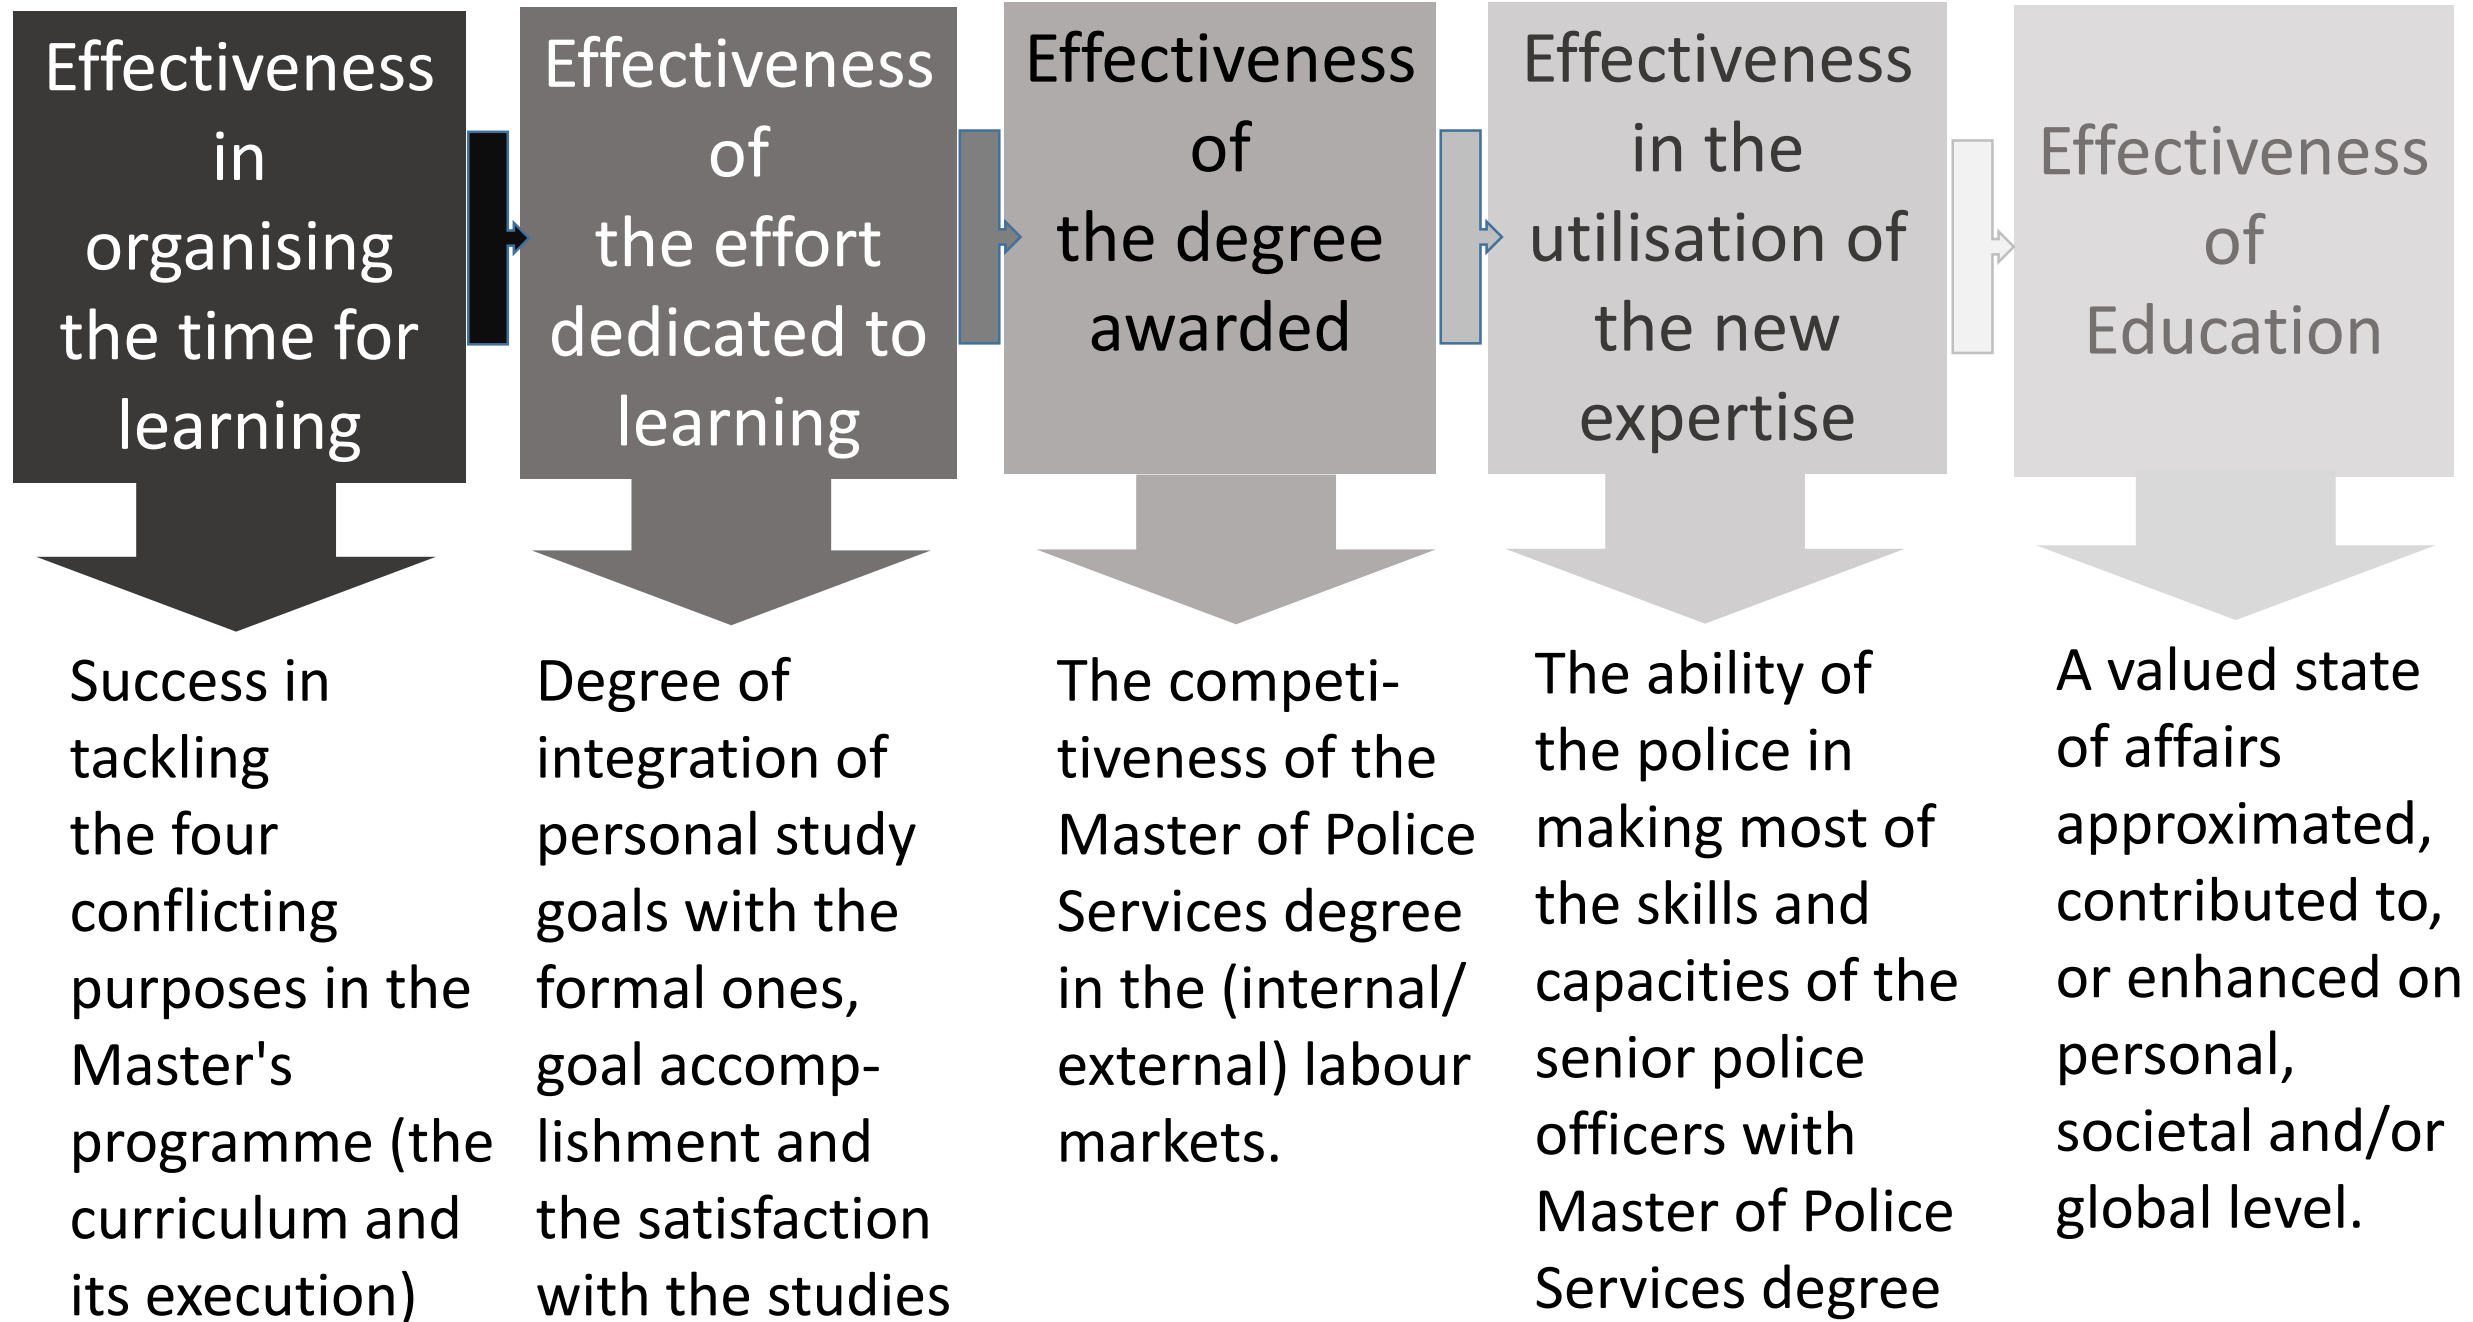 Effectiveness
in
organising
the time for
learning
Effectiveness
of
the effort
dedicated to
learning
Effectiveness
of
the degree
awarded
Effectiveness
in the
utilisation of
the new
expertise
Effectiveness
of
Education
Success in
tackling
the four
conflicting
purposes in the
Master's
programme (the
curriculum and
its execution)
Degree of
integration of
personal study
goals with the
formal ones,
goal accomp-
lishment and
the satisfaction
with the studies
The competi-
tiveness of the
Master of Police
Services degree
in the (internal/
external) labour
markets.
The ability of
the police in
making most of
the skills and
capacities of the
senior police
officers with
Master of Police
Services degree
A valued state
of affairs
approximated,
contributed to,
or enhanced on
personal,
societal and/or
global level.